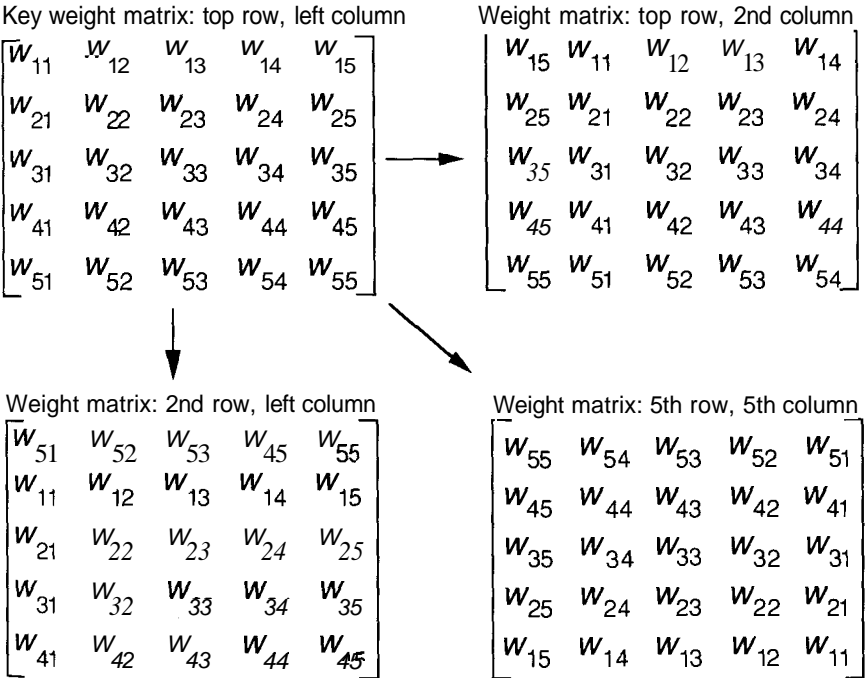 Key weight matrix: top row, left column
w11 w12 w13 w14 w15
w21 w22 w23 w24 w25
w31 w32 w33 w34 w35
w41 w42 w43 w44 w45
w51 w52 w53 w54 w55
Weight matrix: top row, 2nd column
w15 w11 w12 w13 w14
w25 w21 w22 w23 w24
w35 w31 w32 w33 w34
w45 w41 w42 w43 w44
w55 w51 w52 w53 w54
Weight matrix: 2nd row, left column
w51 w52 w53 w45 w55
w11 w12 w13 w14 w15
w21 w22 w23 w24 w25
w31 w32 w33 w34 w35
w41 w42 w43 w44 w45
Weight matrix: 5th row, 5th column
w55 w54 w53 w52 w51
w45 w44 w43 w42 w41
w35 w34 w33 w32 w31
w25 w24 w23 w22 w21
w15 w14 w13 w12 w11